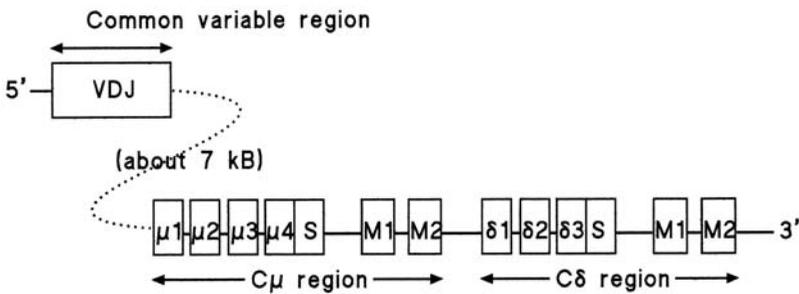 Common variable region
5' VDJ
(about 7 kB)
μ1 μ2 μ3 μ4 S M1 M2 δ1 δ2 δ3 S M1 M2 3'
Cμ region Cδ region